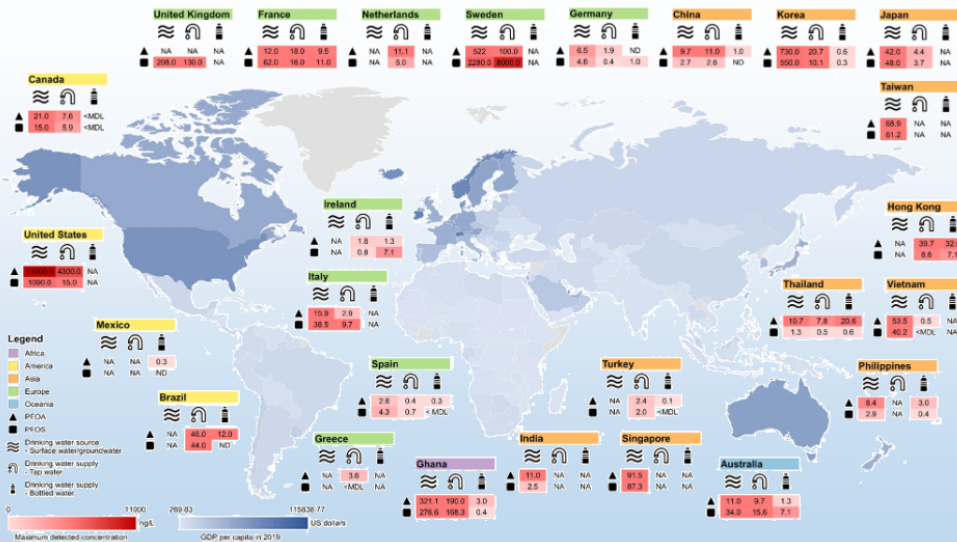 United Kingdom France Netherlands Sweden Germany China Korea Japan
NA NA NA 12.0 18.0 9.5 NA 11.1 NA 522 100.0 NA 6.5 1.9 ND 9.7 11.0 1.0 730.0 20.7 0.6 42.0 4.4 NA
208.0 130.0 NA 62.0 16.0 11.0 NA 5.0 NA 2280.0 8000.0 NA 4.6 0.4 1.0 2.7 2.6 ND 550.0 10.1 0.3 48.0 3.7 NA
Canada
21.0 7.6 <MDL
15.0 5.9 <MDL
Taiwan
68.9 NA NA
61.2 NA NA
Ireland
NA 1.8 1.3
NA 0.8 7.1
Hong Kong
NA 39.7
NA 8.6
United States
4300.0 NA
1090.0 15.0 NA
Italy
15.9 2.9 NA
38.5 9.7 NA
Thailand
10.7 7.8 20.6
1.3 0.5 0.6
Vietnam
53.5 0.5
40.2 <MDL
Mexico
NA NA 0.3
NA NA ND
Legend
Africa
America
Asia
Europe
Oceania
PFOA
PFOS
Drinking water source
- Surface water/groundwater
Drinking water supply
- Tap water
Drinking water supply
- Bottled water
Spain
2.6 0.4 0.3
4.3 0.7 <MDL
Turkey
NA 2.4 0.1
NA 2.0 <MDL
Philippines
8.4 NA 3.0
2.9 NA 0.4
Brazil
NA 46.0 12.0
NA 44.0 ND
Greece
NA 3.6 NA
NA <MDL NA
Ghana
321.1 190.0 3.0
276.6 168.3 0.4
India
11.0 NA NA
2.5 NA NA
Singapore
91.5 NA NA
87.3 NA NA
Australia
11.0 9.7 1.3
34.0 15.6 7.1
0 11000 ng/L
Maximum detected concentration
269.83 115838.77 US dollars
GDP per capita in 2019